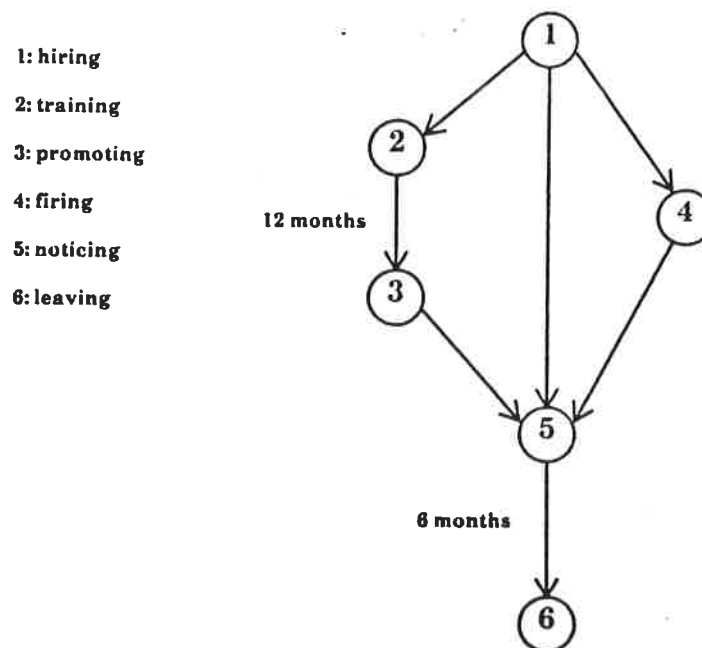 1: hiring
2: training
3: promoting
4: firing
5: noticing
6: leaving
1
2
4
12 months
3
5
6 months
6